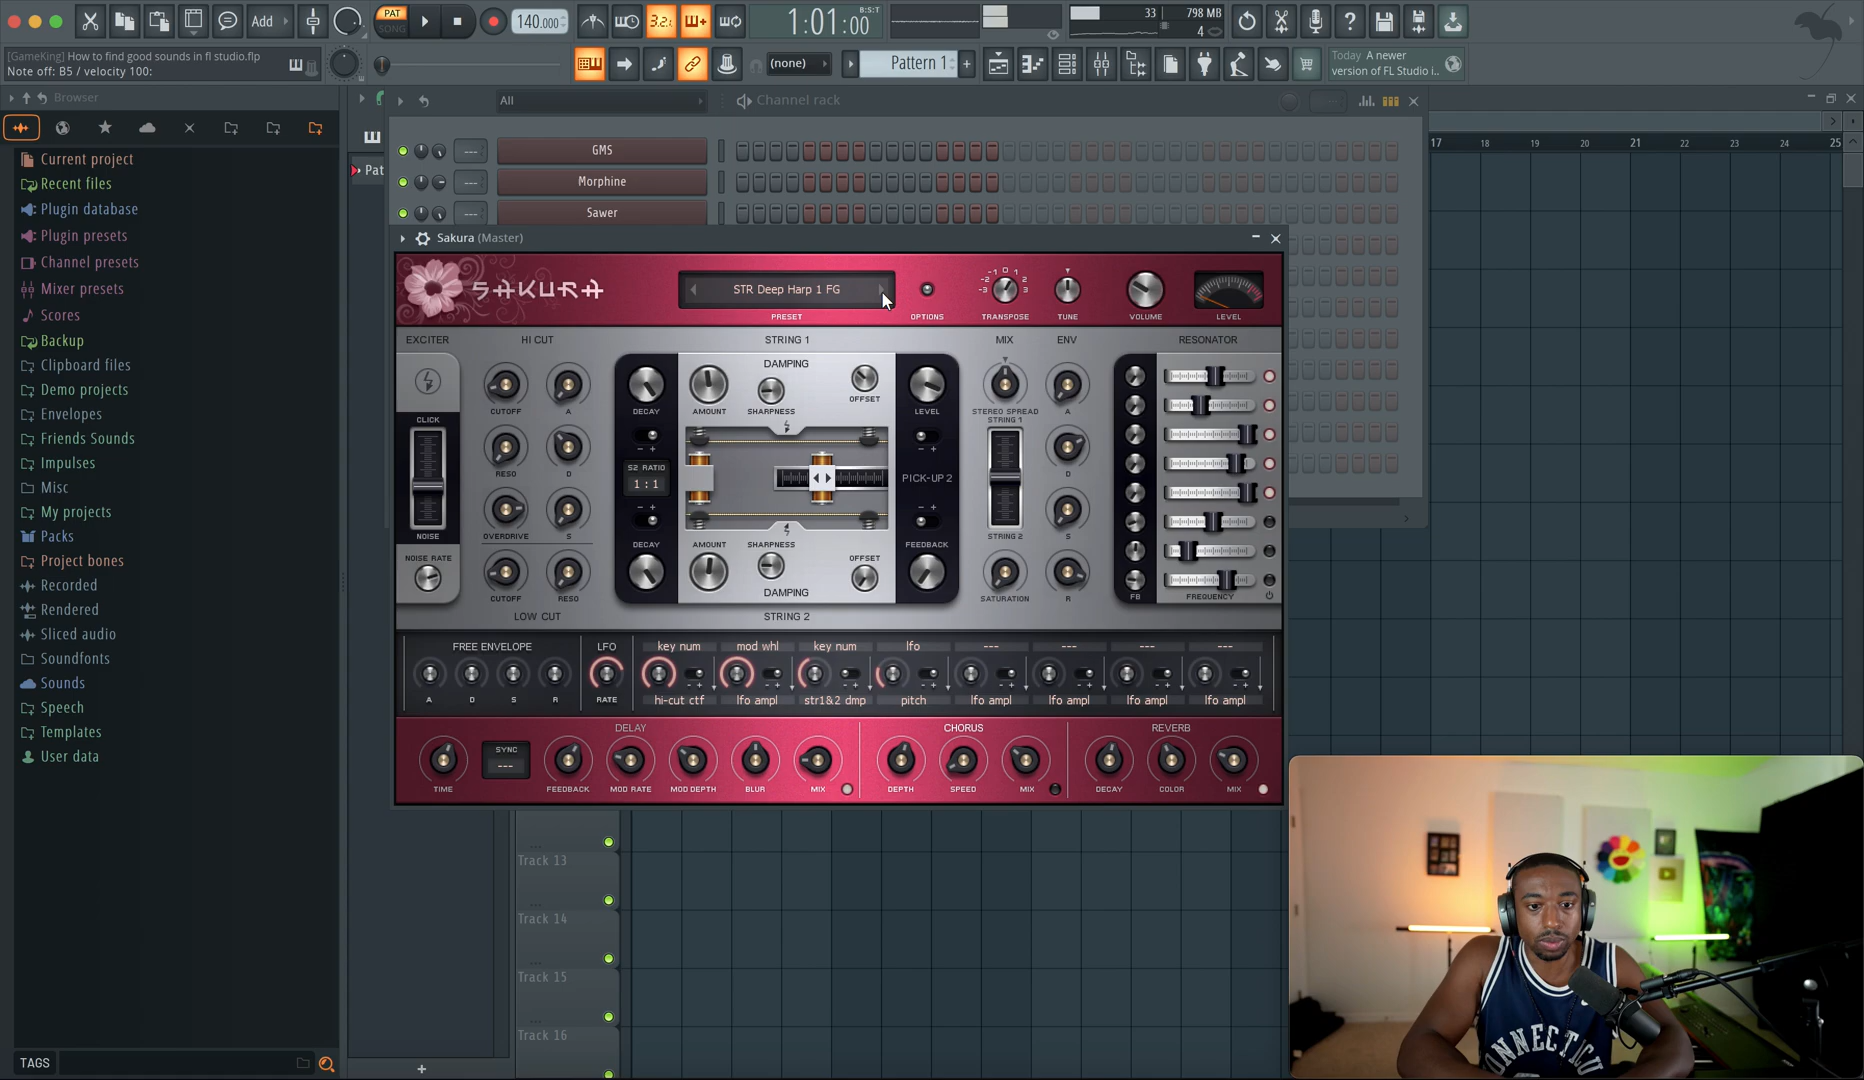 PAT
SONG
Add
140.000
3.2.
1:01:00
B:S:T
33
798 MB
4
[GameKing] How to find good sounds in fl studio.flp
Note off: B5 / velocity 100:
(none)
Pattern 1
Today A newer
version of FL Studio i..
Browser
All
Channel rack
Current project
Recent files
Plugin database
Plugin presets
Channel presets
Mixer presets
Scores
Backup
Clipboard files
Demo projects
Envelopes
Friends Sounds
Impulses
Misc
My projects
Packs
Project bones
Recorded
Rendered
Sliced audio
Soundfonts
Sounds
Speech
Templates
User data
TAGS
Pat
GMS
Morphine
Sawer
17 18 19 20 21 22 23 24 25
Sakura (Master)
SAKURA
STR Deep Harp 1 FG
PRESET
OPTIONS
-3 -2 -1 0 1 2 3
TRANSPOSE
TUNE
VOLUME
LEVEL
EXCITER
HI CUT
STRING 1
MIX
ENV
RESONATOR
CLICK
NOISE
NOISE RATE
CUTOFF
A
RESO
D
OVERDRIVE
S
CUTOFF
RESO
LOW CUT
DECAY
S2 RATIO
1 : 1
DECAY
DAMPING
AMOUNT
SHARPNESS
OFFSET
AMOUNT
SHARPNESS
OFFSET
DAMPING
STRING 2
LEVEL
PICK-UP 2
FEEDBACK
STEREO SPREAD
STRING 1
STRING 2
SATURATION
A
D
S
R
FB
FREQUENCY
FREE ENVELOPE
A
D
S
R
LFO
RATE
key num
mod whl
key num
lfo
---
---
---
---
hi-cut ctf
lfo ampl
str1&2 dmp
pitch
lfo ampl
lfo ampl
lfo ampl
lfo ampl
DELAY
CHORUS
REVERB
TIME
SYNC
---
FEEDBACK
MOD RATE
MOD DEPTH
BLUR
MIX
DEPTH
SPEED
MIX
DECAY
COLOR
MIX
Track 13
Track 14
Track 15
Track 16
CONNECTICU